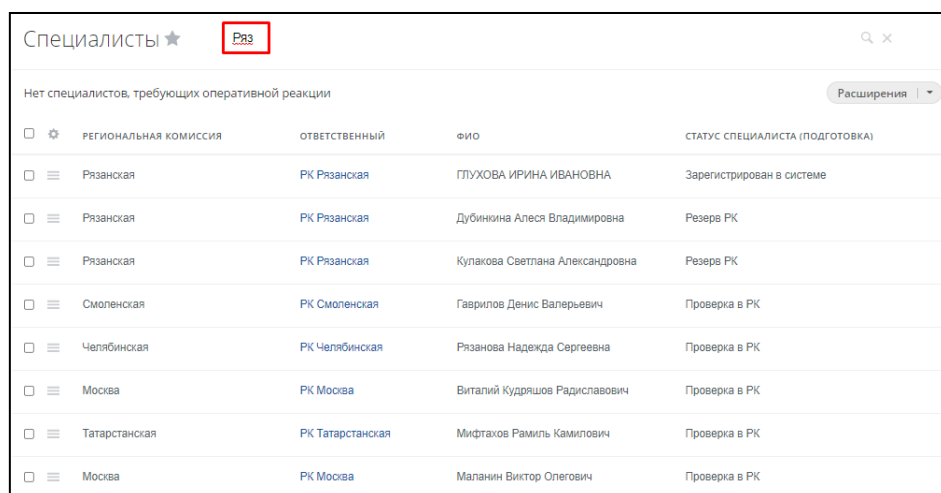 Специалисты Ряз
Нет специалистов, требующих оперативной реакции Расширения
РЕГИОНАЛЬНАЯ КОМИССИЯ ОТВЕТСТВЕННЫЙ ФИО СТАТУС СПЕЦИАЛИСТА (ПОДГОТОВКА)
Рязанская РК Рязанская ГЛУХОВА ИРИНА ИВАНОВНА Зарегистрирован в системе
Рязанская РК Рязанская Дубинкина Алеся Владимировна Резерв РК
Рязанская РК Рязанская Кулакова Светлана Александровна Резерв РК
Смоленская РК Смоленская Гаврилов Денис Валерьевич Проверка в РК
Челябинская РК Челябинская Рязанова Надежда Сергеевна Проверка в РК
Москва РК Москва Виталий Кудряшов Радиславович Проверка в РК
Татарстанская РК Татарстанская Мифтахов Рамиль Камилович Проверка в РК
Москва РК Москва Маланин Виктор Олегович Проверка в РК